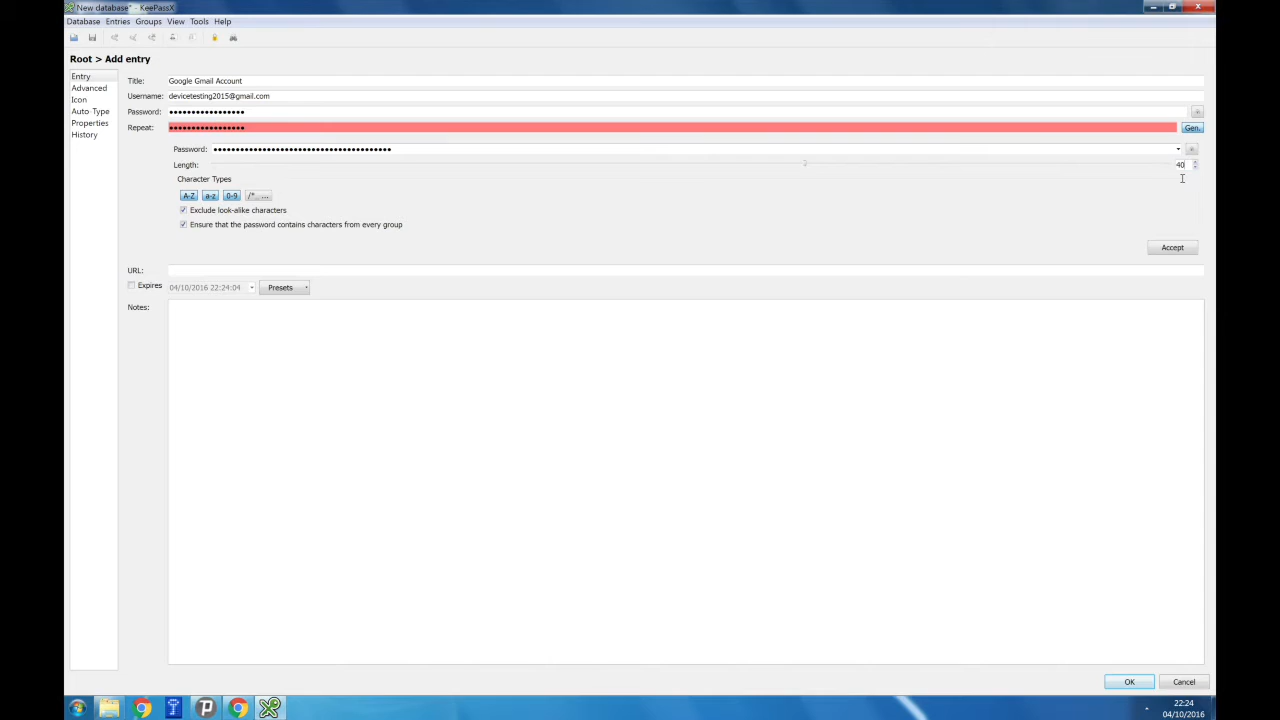 New database* - KeePassX
Database Entries Groups View Tools Help
Root > Add entry
Entry
Advanced
Icon
Auto-Type
Properties
History
Title: Google Gmail Account
Username: devicetesting2015@gmail.com
Password: •••••••••••••••••
Repeat: ••••••••••••••••• Gen.
Password: ••••••••••••••••••••••••••••••••••••••••
Length: 40
Character Types
A-Z a-z 0-9 /*_ ...
Exclude look-alike characters
Ensure that the password contains characters from every group
Accept
URL:
Expires 04/10/2016 22:24:04 Presets
Notes:
OK Cancel
22:24
04/10/2016